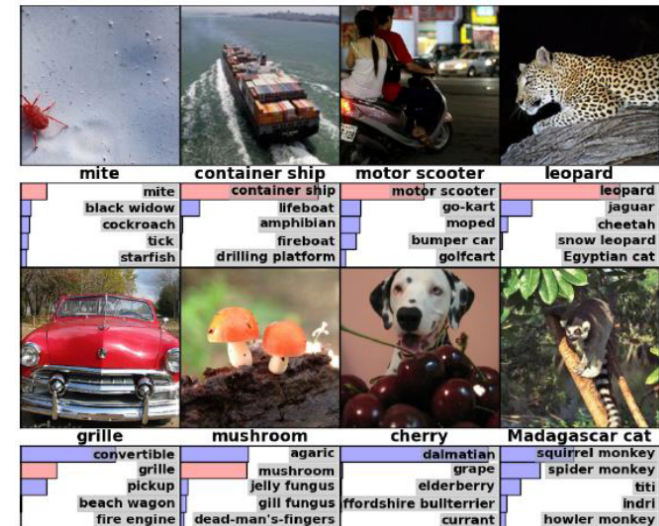 mite
container ship
motor scooter
leopard
mite
black widow
cockroach
tick
starfish
container ship
lifeboat
amphibian
fireboat
drilling platform
motor scooter
go-kart
moped
bumper car
golfcart
leopard
jaguar
cheetah
snow leopard
Egyptian cat
grille
mushroom
cherry
Madagascar cat
convertible
grille
pickup
beach wagon
fire engine
agaric
mushroom
jelly fungus
gill fungus
dead-man's-fingers
dalmatian
grape
elderberry
ffordshire bullterrier
currant
squirrel monkey
spider monkey
titi
indri
howler monkey